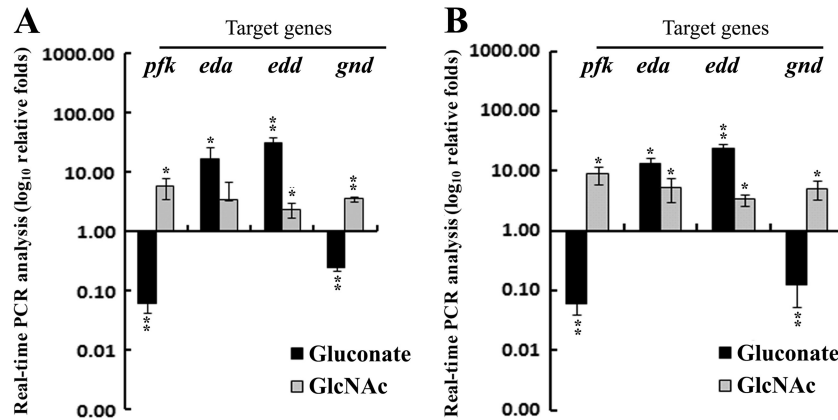 A
Target genes
pfk eda edd gnd
Real-time PCR analysis (log10 relative folds)
1000.00
100.00
10.00
1.00
0.10
0.01
0.00
* * ** * * ** ** **
Gluconate
GlcNAc
B
Target genes
pfk eda edd gnd
Real-time PCR analysis (log10 relative folds)
1000.00
100.00
10.00
1.00
0.10
0.01
0.00
* * * ** * * ** **
Gluconate
GlcNAc